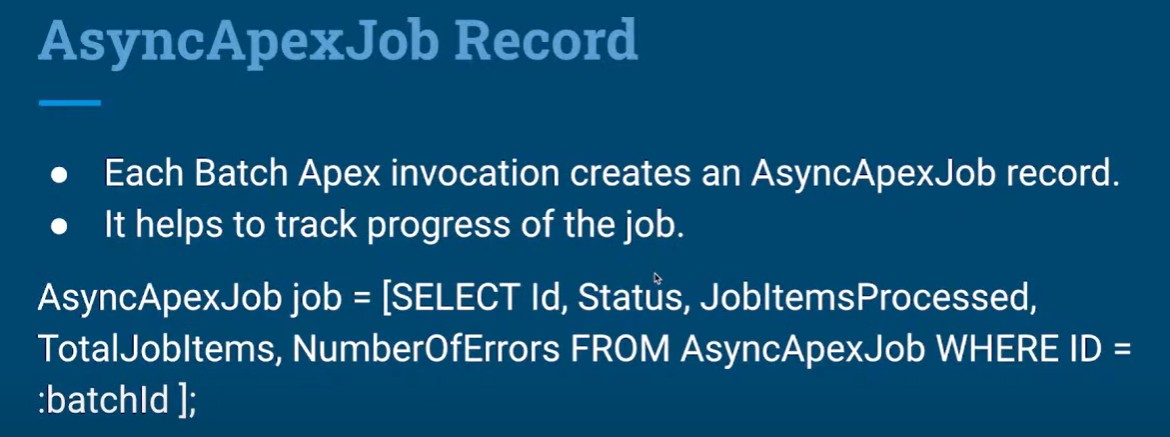 AsyncApexJob Record
● Each Batch Apex invocation creates an AsyncApexJob record.
● It helps to track progress of the job.
AsyncApexJob job = [SELECT Id, Status, JobItemsProcessed,
TotalJobItems, NumberOfErrors FROM AsyncApexJob WHERE ID =
:batchId ];